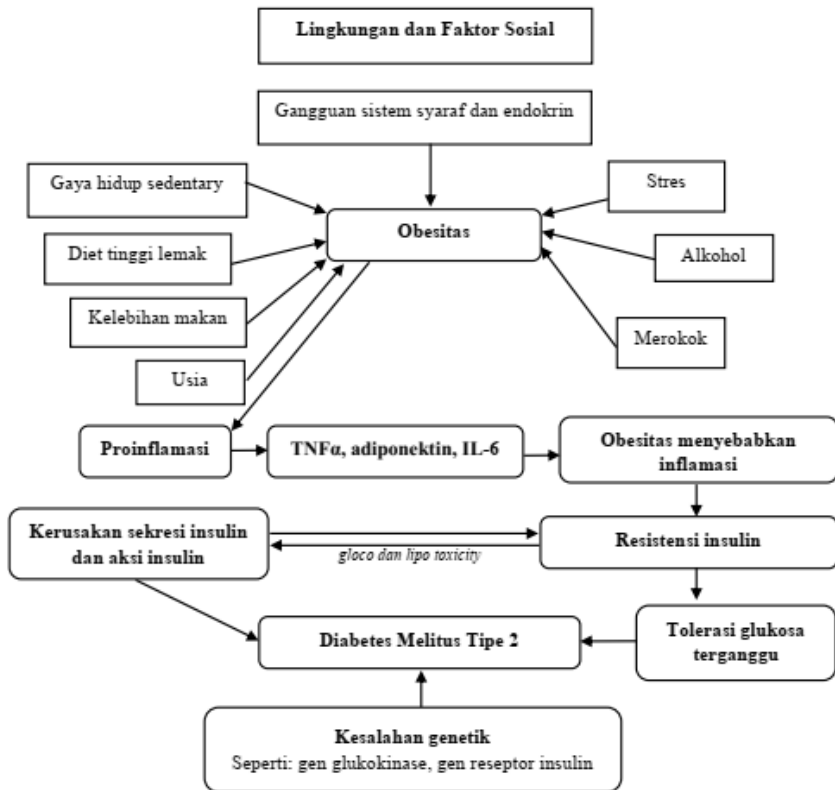 Lingkungan dan Faktor Sosial
Gangguan sistem syaraf dan endokrin
Gaya hidup sedentary
Stres
Obesitas
Diet tinggi lemak
Alkohol
Kelebihan makan
Merokok
Usia
Proinflamasi
TNFα, adiponektin, IL-6
Obesitas menyebabkan
inflamasi
Kerusakan sekresi insulin
dan aksi insulin
gloco dan lipo toxicity
Resistensi insulin
Diabetes Melitus Tipe 2
Tolerasi glukosa
terganggu
Kesalahan genetik
Seperti: gen glukokinase, gen reseptor insulin